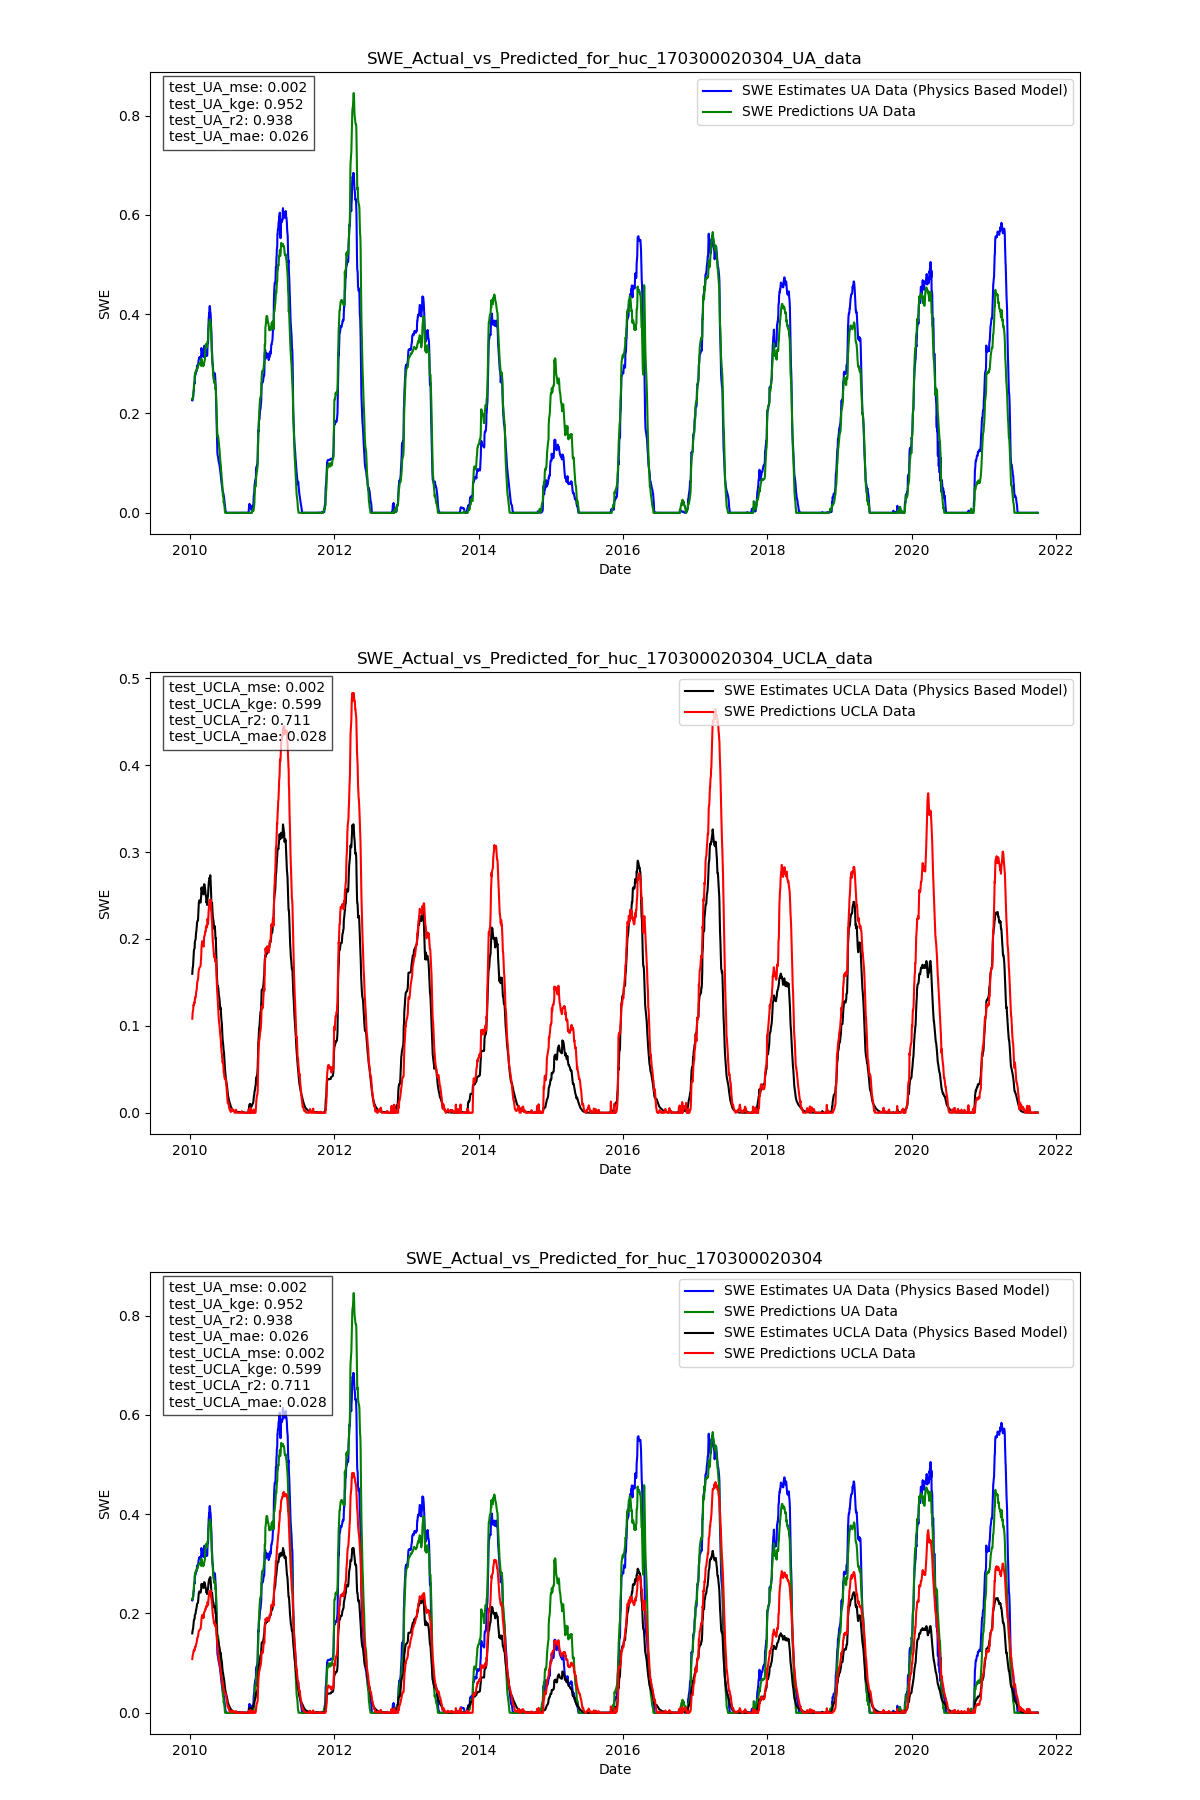 SWE_Actual_vs_Predicted_for_huc_170300020304_UA_data
test_UA_mse: 0.002
test_UA_kge: 0.952
test_UA_r2: 0.938
test_UA_mae: 0.026
SWE Estimates UA Data (Physics Based Model)
SWE Predictions UA Data
0.8
0.6
0.4
0.2
0.0
SWE
2010 2012 2014 2016 2018 2020 2022
Date
SWE_Actual_vs_Predicted_for_huc_170300020304_UCLA_data
test_UCLA_mse: 0.002
test_UCLA_kge: 0.599
test_UCLA_r2: 0.711
test_UCLA_mae: 0.028
SWE Estimates UCLA Data (Physics Based Model)
SWE Predictions UCLA Data
0.5
0.4
0.3
0.2
0.1
0.0
SWE
2010 2012 2014 2016 2018 2020 2022
Date
SWE_Actual_vs_Predicted_for_huc_170300020304
test_UA_mse: 0.002
test_UA_kge: 0.952
test_UA_r2: 0.938
test_UA_mae: 0.026
test_UCLA_mse: 0.002
test_UCLA_kge: 0.599
test_UCLA_r2: 0.711
test_UCLA_mae: 0.028
SWE Estimates UA Data (Physics Based Model)
SWE Predictions UA Data
SWE Estimates UCLA Data (Physics Based Model)
SWE Predictions UCLA Data
0.8
0.6
0.4
0.2
0.0
SWE
2010 2012 2014 2016 2018 2020 2022
Date